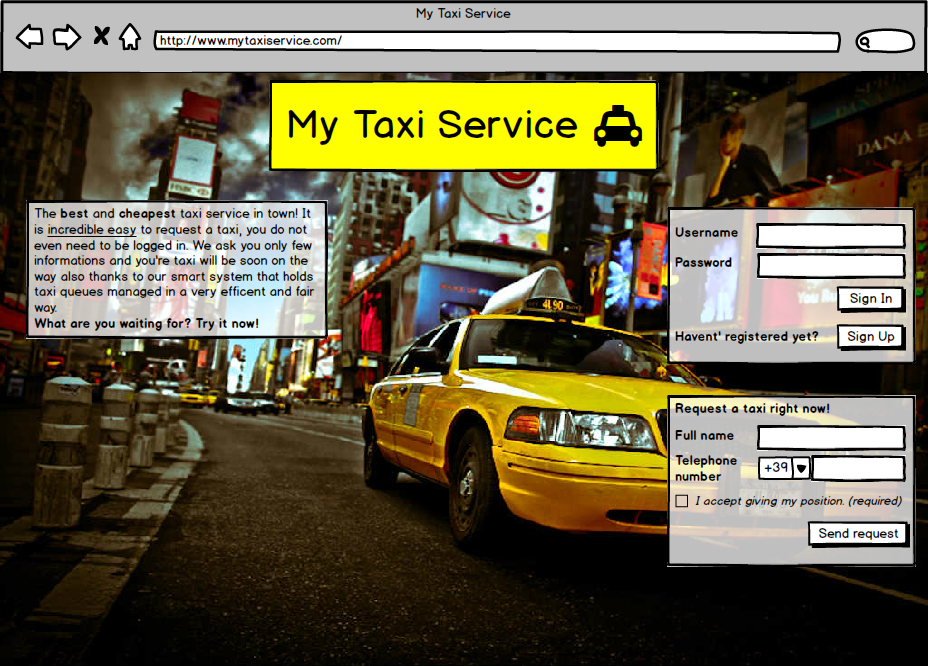 My Taxi Service
http://www.mytaxiservice.com/
My Taxi Service
The best and cheapest taxi service in town! It
is incredible easy to request a taxi, you do not
even need to be logged in. We ask you only few
informations and you're taxi will be soon on the
way also thanks to our smart system that holds
taxi queues managed in a very efficent and fair
way.
What are you waiting for? Try it now!
Username
Password
Sign In
Havent' registered yet?
Sign Up
Request a taxi right now!
Full name
Telephone
number
+39
I accept giving my position. (required)
Send request
HSBC
DANA
4L90